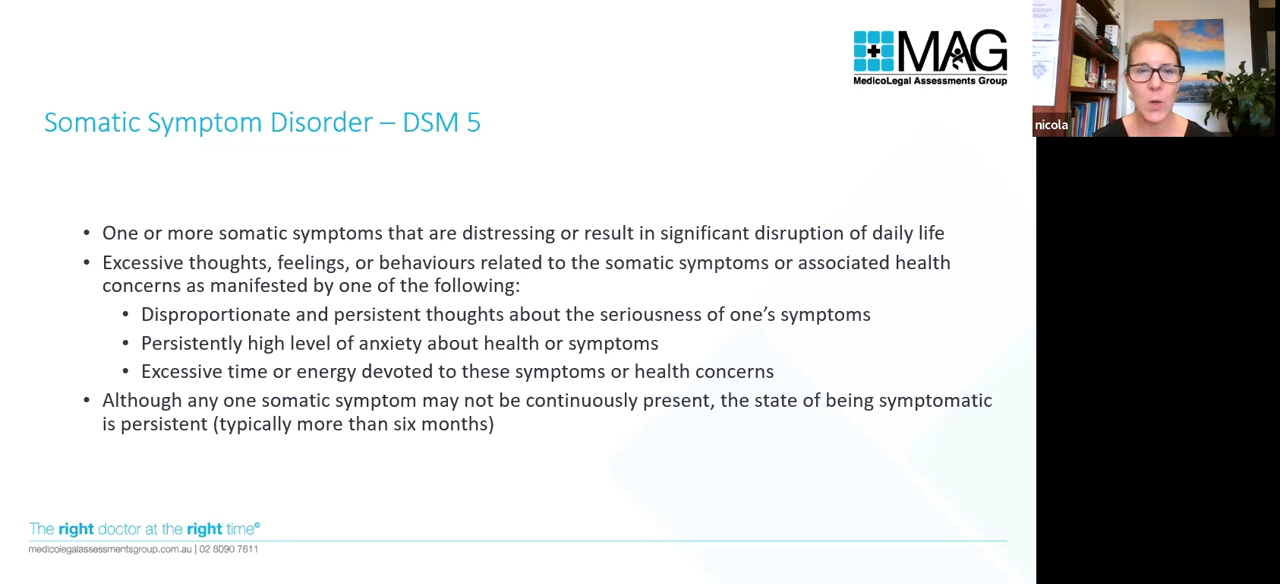 MAG
MedicoLegal Assessments Group
nicola
Somatic Symptom Disorder – DSM 5
• One or more somatic symptoms that are distressing or result in significant disruption of daily life
• Excessive thoughts, feelings, or behaviours related to the somatic symptoms or associated health
concerns as manifested by one of the following:
• Disproportionate and persistent thoughts about the seriousness of one’s symptoms
• Persistently high level of anxiety about health or symptoms
• Excessive time or energy devoted to these symptoms or health concerns
• Although any one somatic symptom may not be continuously present, the state of being symptomatic
is persistent (typically more than six months)
The right doctor at the right time©
medicolegalassessmentsgroup.com.au | 02 8090 7611